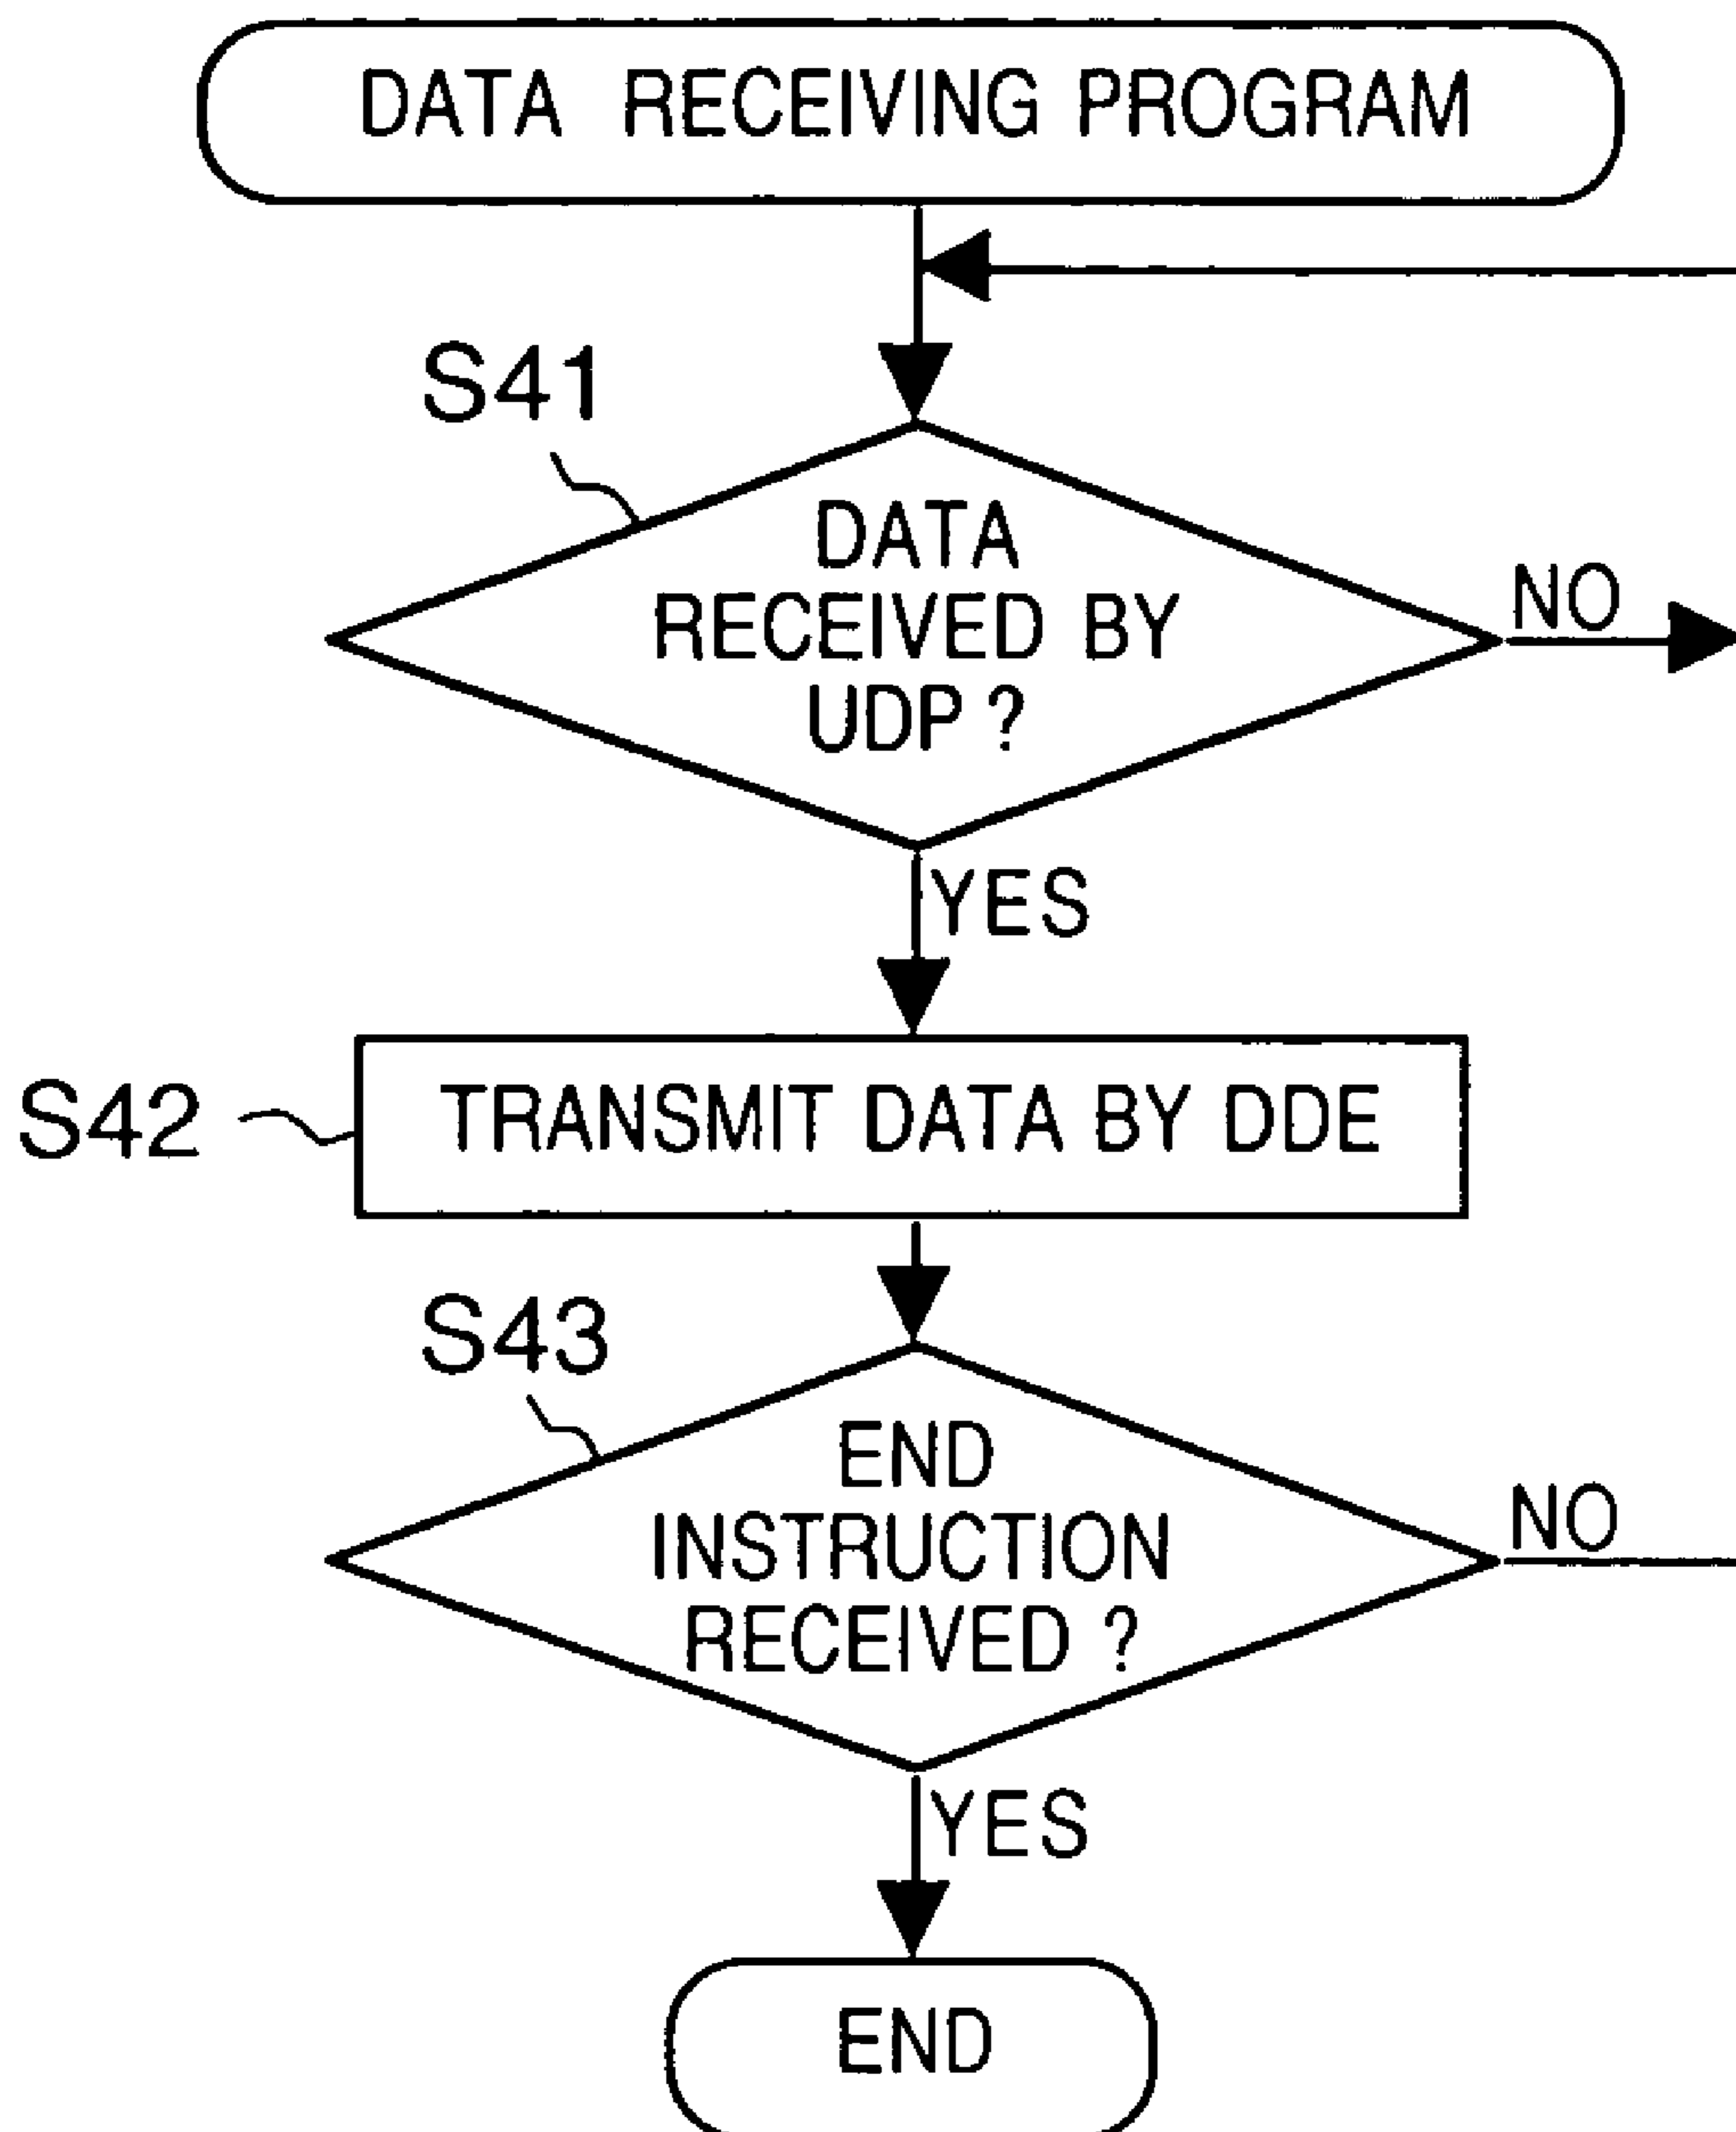 DATA RECEIVING PROGRAM
S41
DATA
RECEIVED BY
UDP ?
NO
YES
S42
TRANSMIT DATA BY DDE
S43
END
INSTRUCTION
RECEIVED ?
NO
YES
END